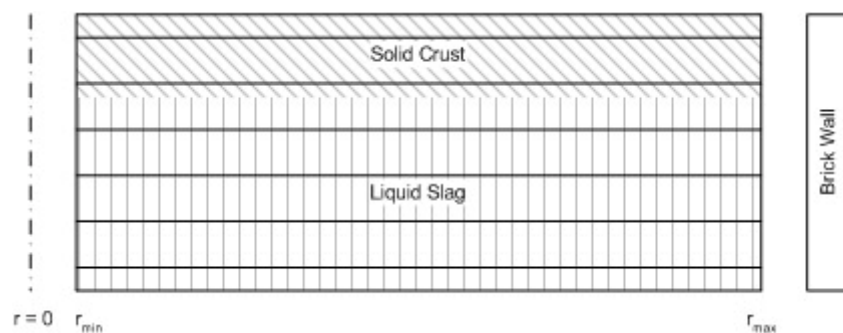 Solid Crust
Liquid Slag
Brick Wall
r = 0 r_min r_max